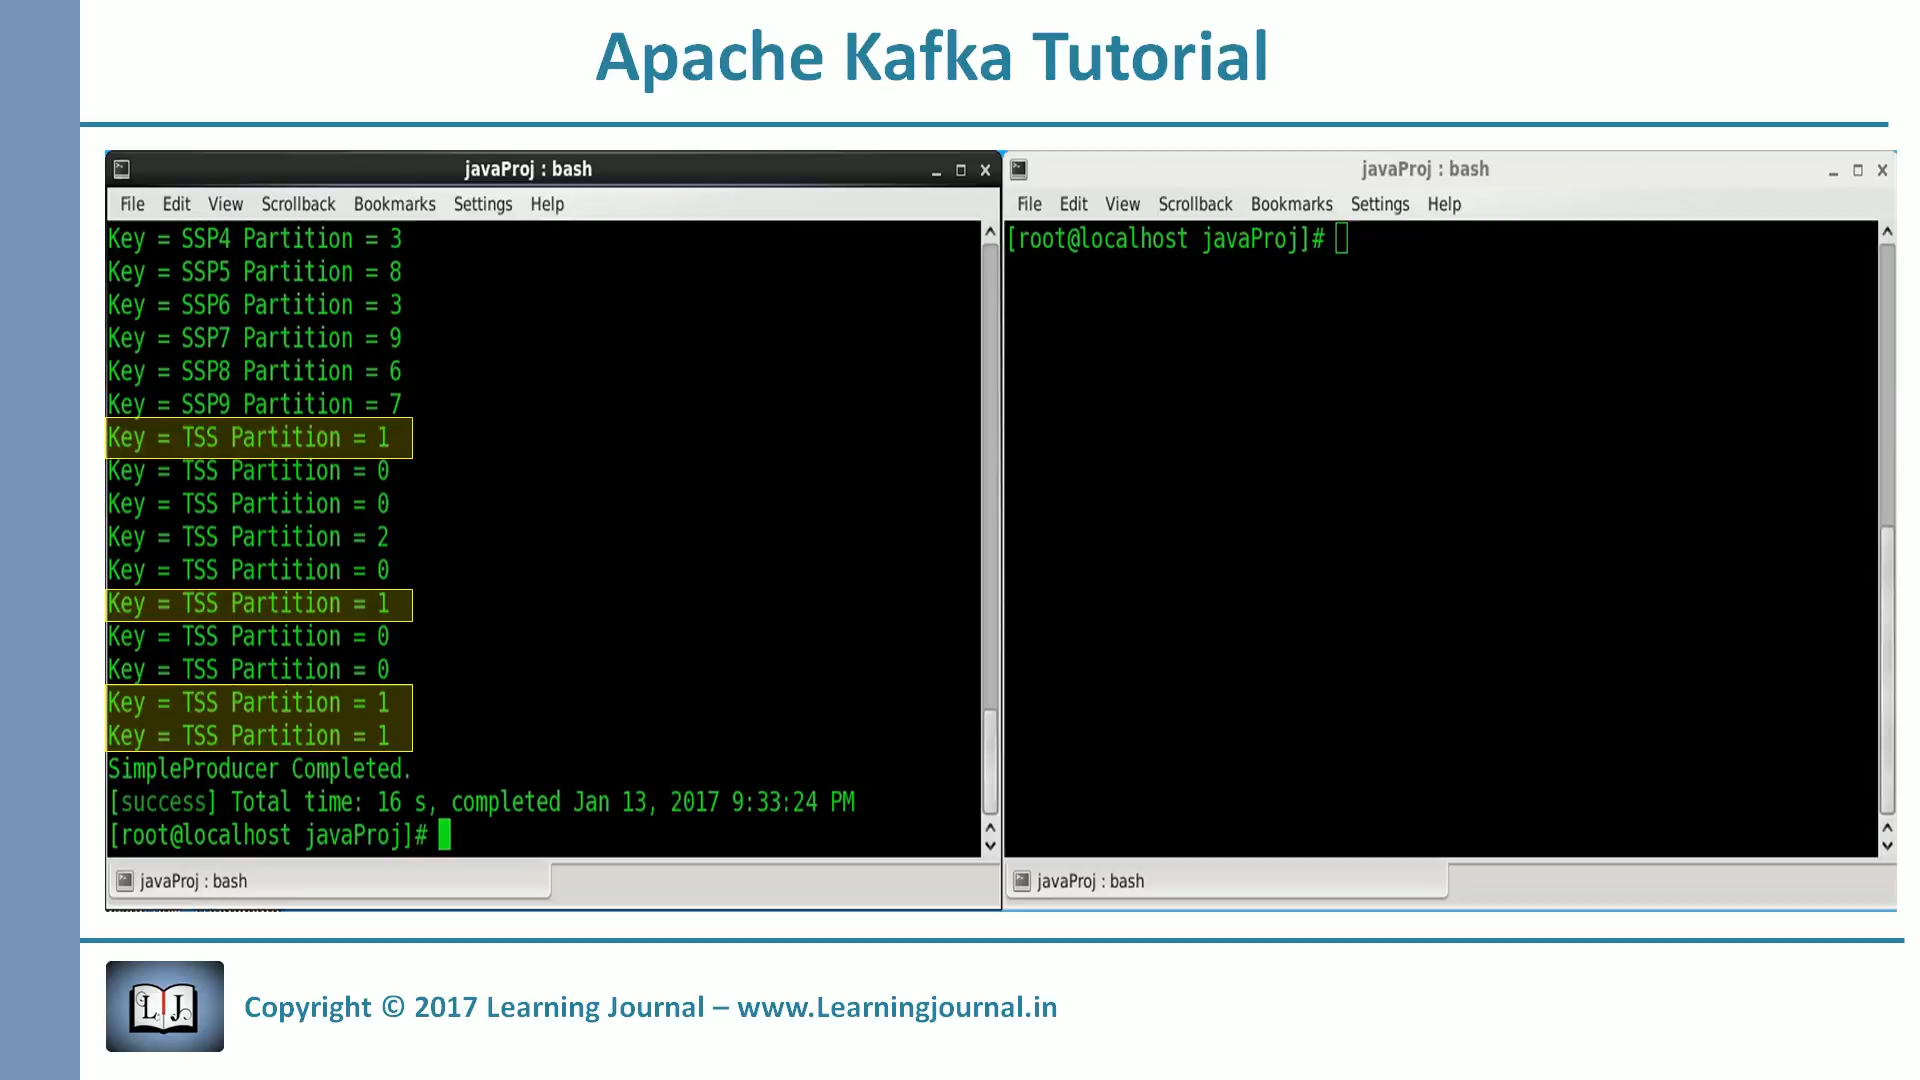 Apache Kafka Tutorial
javaProj : bash
File Edit View Scrollback Bookmarks Settings Help
Key = SSP4 Partition = 3
Key = SSP5 Partition = 8
Key = SSP6 Partition = 3
Key = SSP7 Partition = 9
Key = SSP8 Partition = 6
Key = SSP9 Partition = 7
Key = TSS Partition = 1
Key = TSS Partition = 0
Key = TSS Partition = 0
Key = TSS Partition = 2
Key = TSS Partition = 0
Key = TSS Partition = 1
Key = TSS Partition = 0
Key = TSS Partition = 0
Key = TSS Partition = 1
Key = TSS Partition = 1
SimpleProducer Completed.
[success] Total time: 16 s, completed Jan 13, 2017 9:33:24 PM
[root@localhost javaProj]#
javaProj : bash
javaProj : bash
File Edit View Scrollback Bookmarks Settings Help
[root@localhost javaProj]#
javaProj : bash
LJ
Copyright © 2017 Learning Journal – www.Learningjournal.in